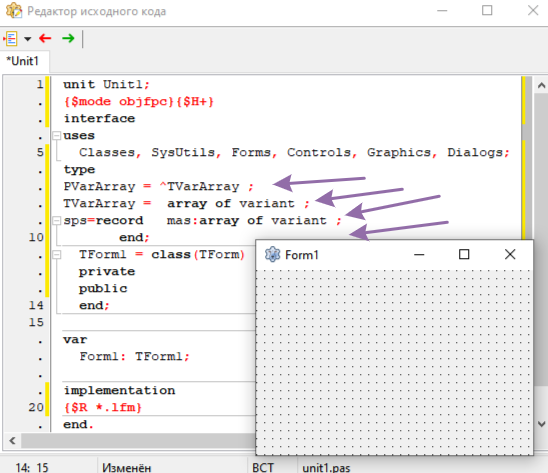 Редактор исходного кода
*Unit1
1 unit Unit1;
. {$mode objfpc}{$H+}
. interface
. uses
5 Classes, SysUtils, Forms, Controls, Graphics, Dialogs;
. type
. PVarArray = ^TVarArray ;
. TVarArray = array of variant ;
. sps=record mas:array of variant ;
10 end;
. TForm1 = class(TForm)
. private
. public
14 end;
15
. var
. Form1: TForm1;
.
. implementation
20 {$R *.lfm}
. end.
Form1
14: 15 Изменён ВСТ unit1.pas